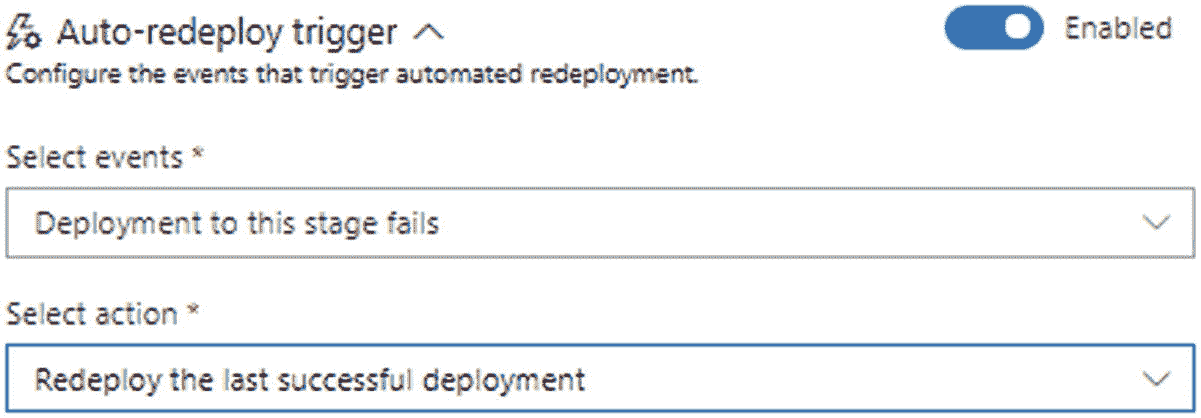 Auto-redeploy trigger Enabled
Configure the events that trigger automated redeployment.
Select events *
Deployment to this stage fails
Select action *
Redeploy the last successful deployment